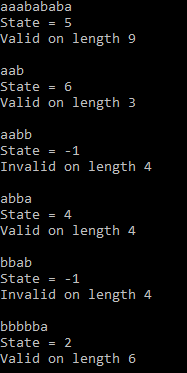 aaabababa
State = 5
Valid on length 9
aab
State = 6
Valid on length 3
aabb
State = -1
Invalid on length 4
abba
State = 4
Valid on length 4
bbab
State = -1
Invalid on length 4
bbbbba
State = 2
Valid on length 6